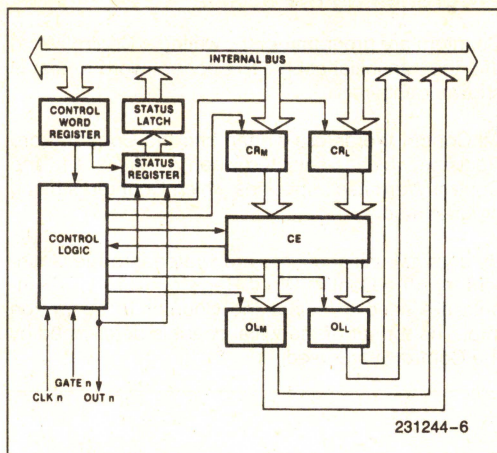 INTERNAL BUS
CONTROL
WORD
REGISTER
STATUS
LATCH
STATUS
REGISTER
CRM
CRL
CONTROL
LOGIC
CE
OLM
OLL
GATE n
CLK n
OUT n
231244-6